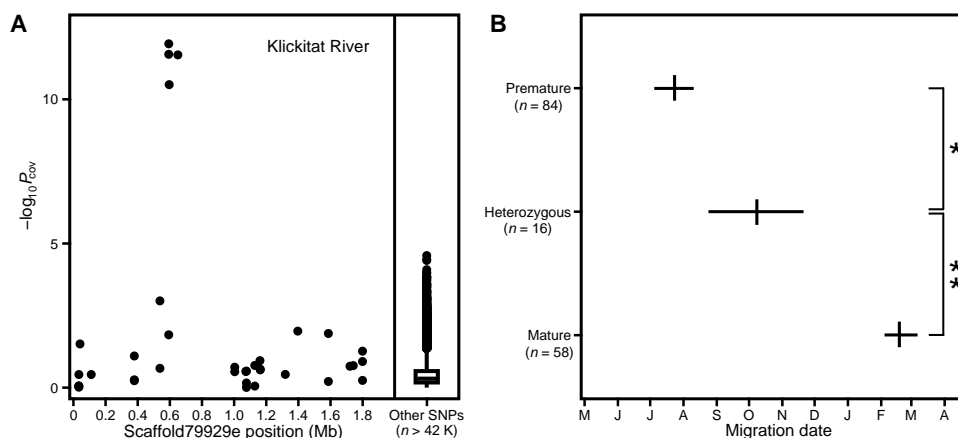 A
B
Klickitat River
−log10 Pcov
10
5
0
0 0.2 0.4 0.6 0.8 1.0 1.2 1.4 1.6 1.8
Other SNPs
(n > 42 K)
Scaffold79929e position (Mb)
Premature
(n = 84)
Heterozygous
(n = 16)
Mature
(n = 58)
*
*
*
M J J A S O N D J F M A
Migration date